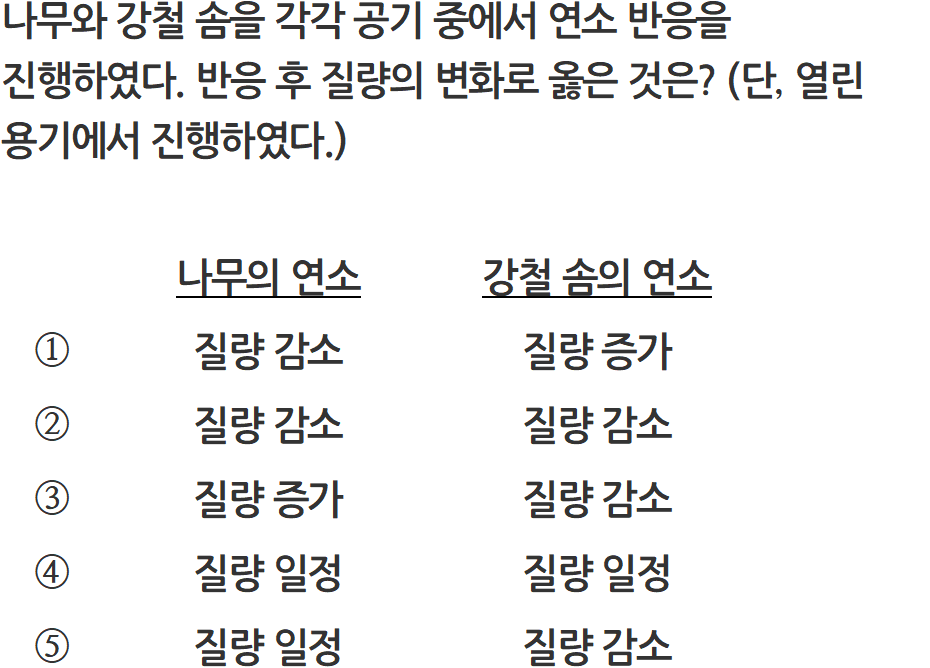 나무와 강철 솜을 각각 공기 중에서 연소 반응을
진행하였다. 반응 후 질량의 변화로 옳은 것은? (단, 열린
용기에서 진행하였다.)
나무의 연소 강철 솜의 연소
① 질량 감소 질량 증가
② 질량 감소 질량 감소
③ 질량 증가 질량 감소
④ 질량 일정 질량 일정
⑤ 질량 일정 질량 감소